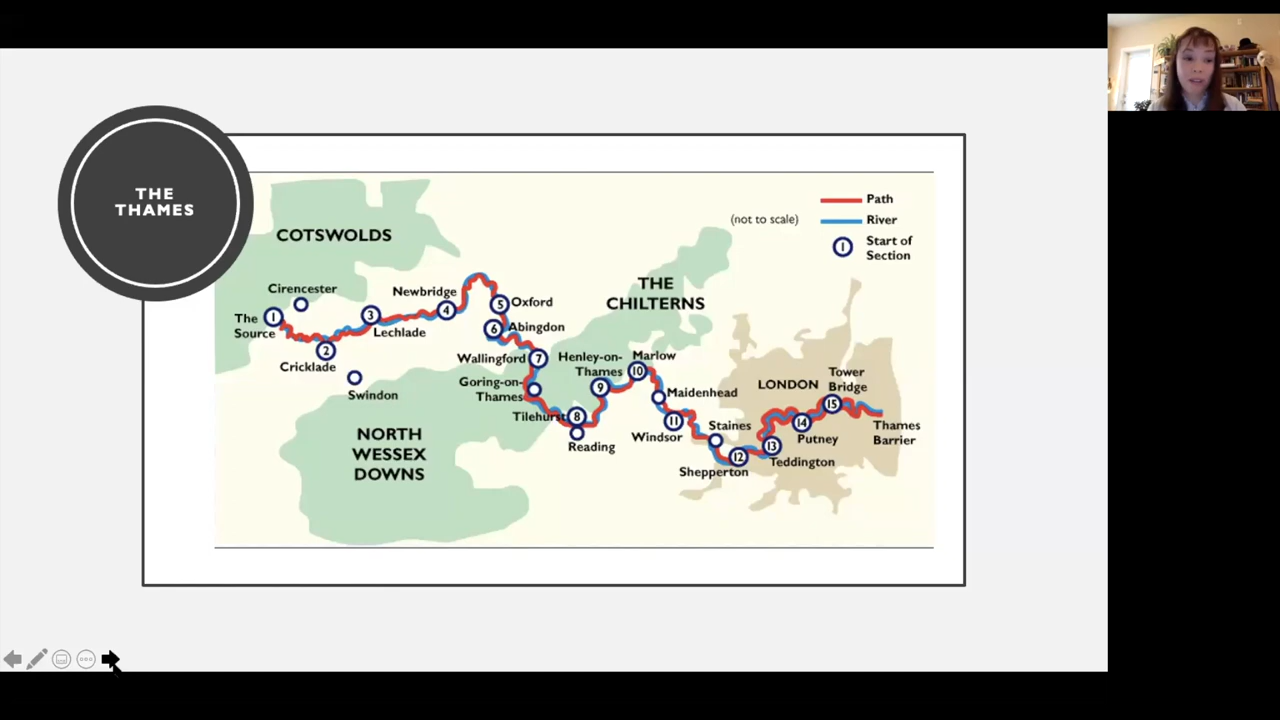 THE
THAMES
COTSWOLDS
Cirencester
The
Source
1
2
Cricklade
3
Lechlade
Swindon
Newbridge
4
5
Oxford
6
Abingdon
Wallingford
7
Goring-on-
Thames
Tilehurst
8
Reading
Henley-on-
Thames
9
Marlow
10
Maidenhead
11
Windsor
Staines
12
Shepperton
13
Teddington
14
Putney
LONDON
15
Tower
Bridge
Thames
Barrier
NORTH
WESSEX
DOWNS
THE
CHILTERNS
(not to scale)
Path
River
1
Start of
Section